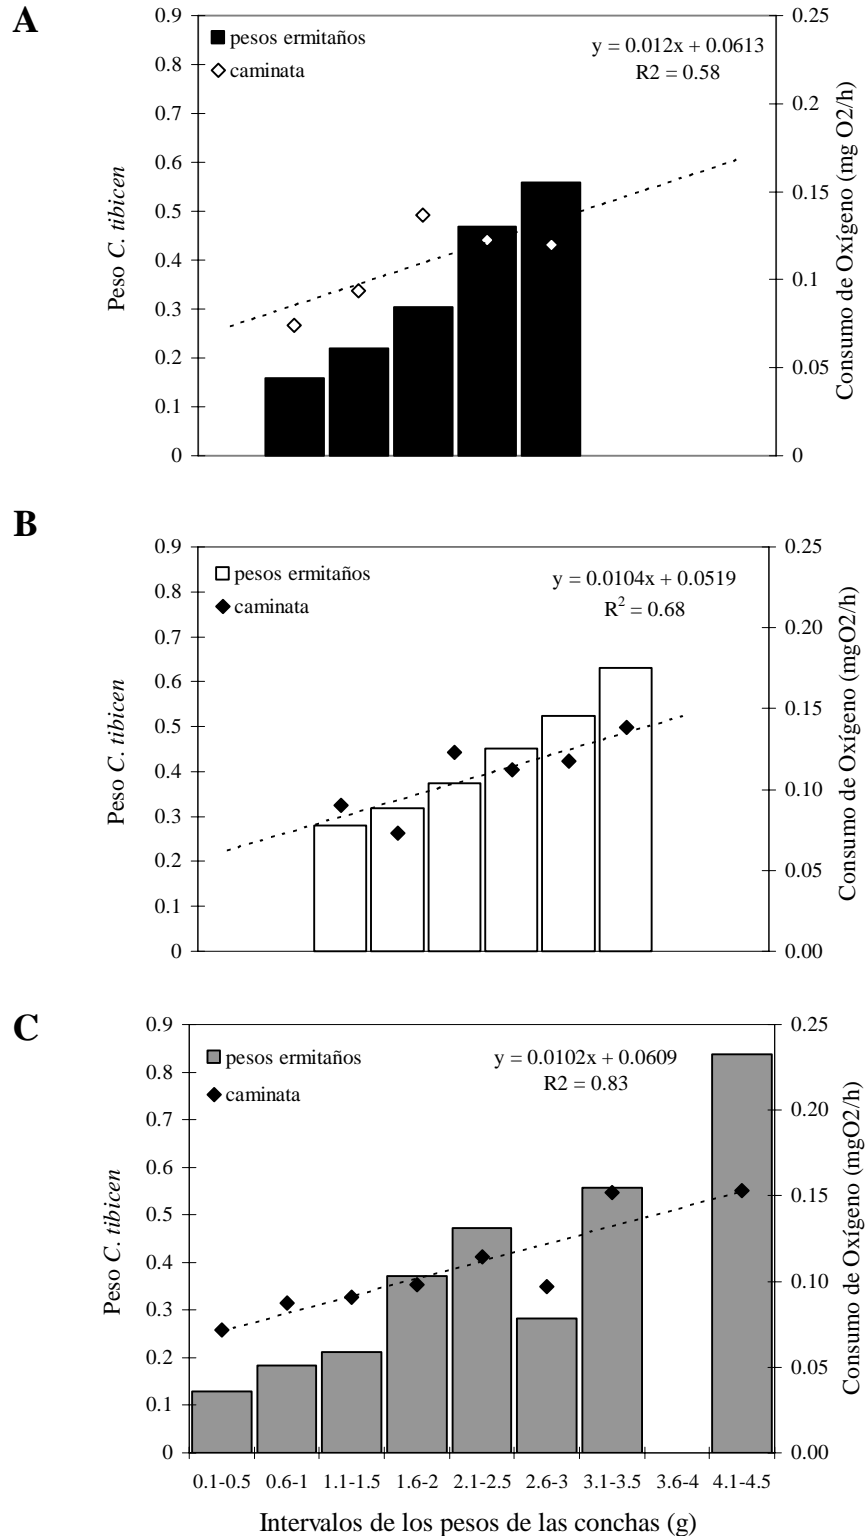 A
0.9
0.8
0.7
0.6
0.5
0.4
0.3
0.2
0.1
0
Peso C. tibicen
pesos ermitaños
caminata
y = 0.012x + 0.0613
R2 = 0.58
0.25
0.2
0.15
0.1
0.05
0
Consumo de Oxígeno (mg O2/h)
B
0.9
0.8
0.7
0.6
0.5
0.4
0.3
0.2
0.1
0
Peso C. tibicen
pesos ermitaños
caminata
y = 0.0104x + 0.0519
R² = 0.68
0.25
0.20
0.15
0.10
0.05
0.00
Consumo de Oxígeno (mgO2/h)
C
0.9
0.8
0.7
0.6
0.5
0.4
0.3
0.2
0.1
0
Peso C. tibicen
pesos ermitaños
caminata
y = 0.0102x + 0.0609
R2 = 0.83
0.25
0.20
0.15
0.10
0.05
0.00
Consumo de Oxígeno (mgO2/h)
0.1-0.5 0.6-1 1.1-1.5 1.6-2 2.1-2.5 2.6-3 3.1-3.5 3.6-4 4.1-4.5
Intervalos de los pesos de las conchas (g)